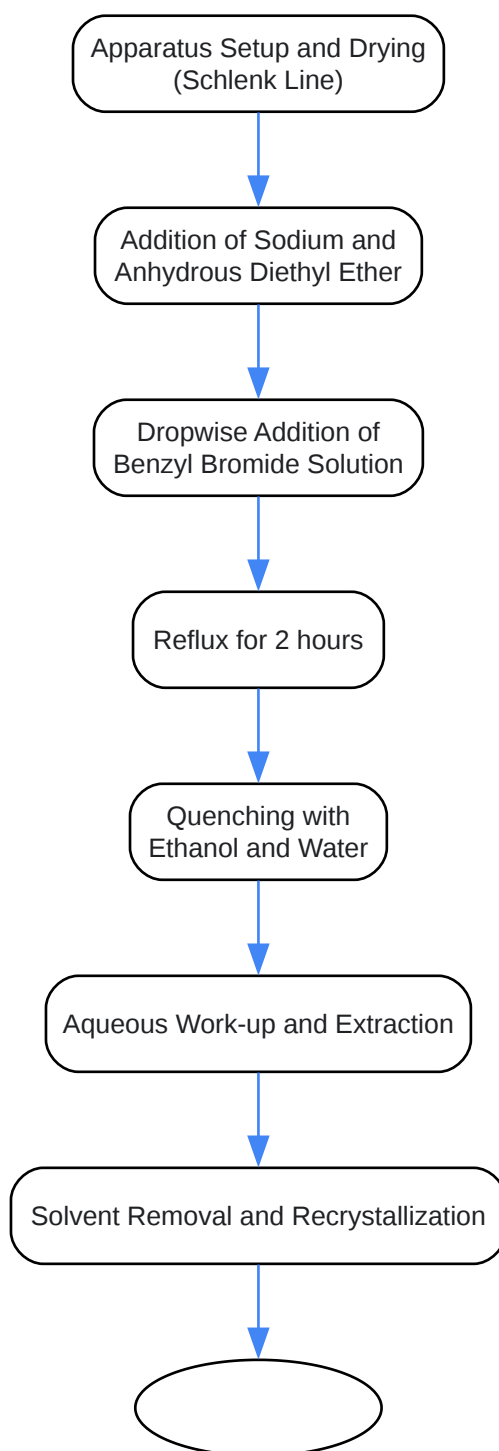 Apparatus Setup and Drying
(Schlenk Line)
Addition of Sodium and
Anhydrous Diethyl Ether
Dropwise Addition of
Benzyl Bromide Solution
Reflux for 2 hours
Quenching with
Ethanol and Water
Aqueous Work-up and Extraction
Solvent Removal and Recrystallization